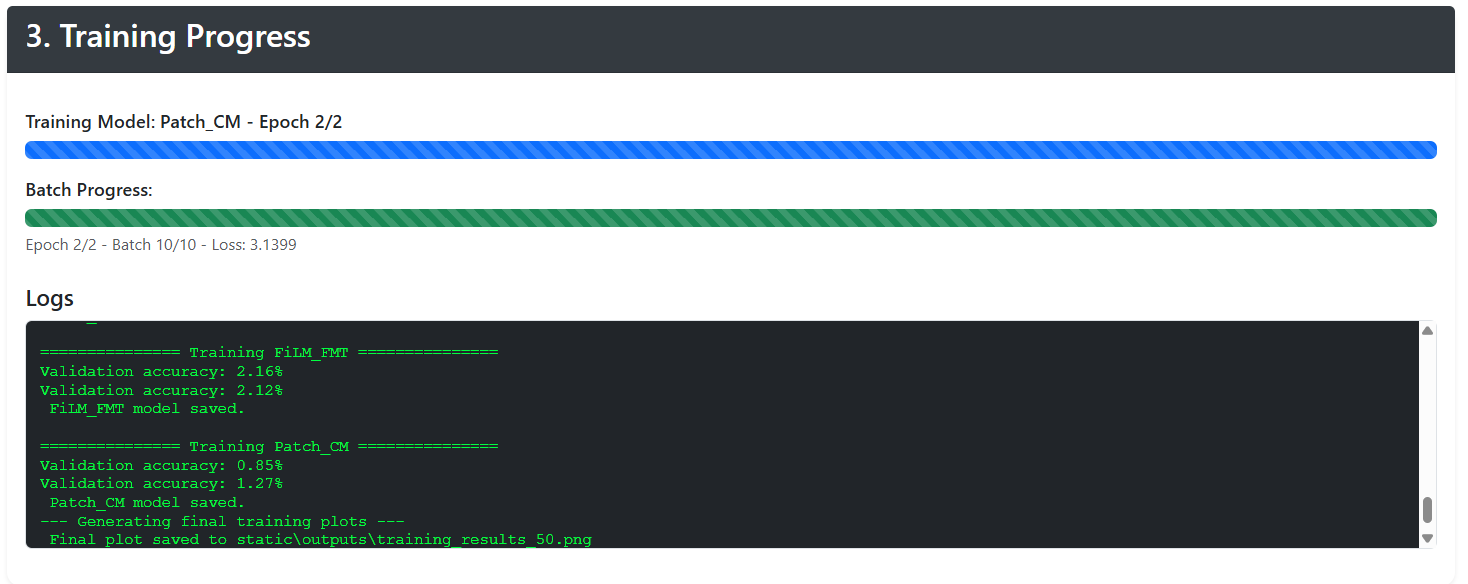 3. Training Progress
Training Model: Patch_CM - Epoch 2/2
Batch Progress:
Epoch 2/2 - Batch 10/10 - Loss: 3.1399
Logs
=============== Training FiLM_FMT ===============
Validation accuracy: 2.16%
Validation accuracy: 2.12%
FiLM_FMT model saved.
=============== Training Patch_CM ===============
Validation accuracy: 0.85%
Validation accuracy: 1.27%
Patch_CM model saved.
--- Generating final training plots ---
Final plot saved to static\outputs\training_results_50.png